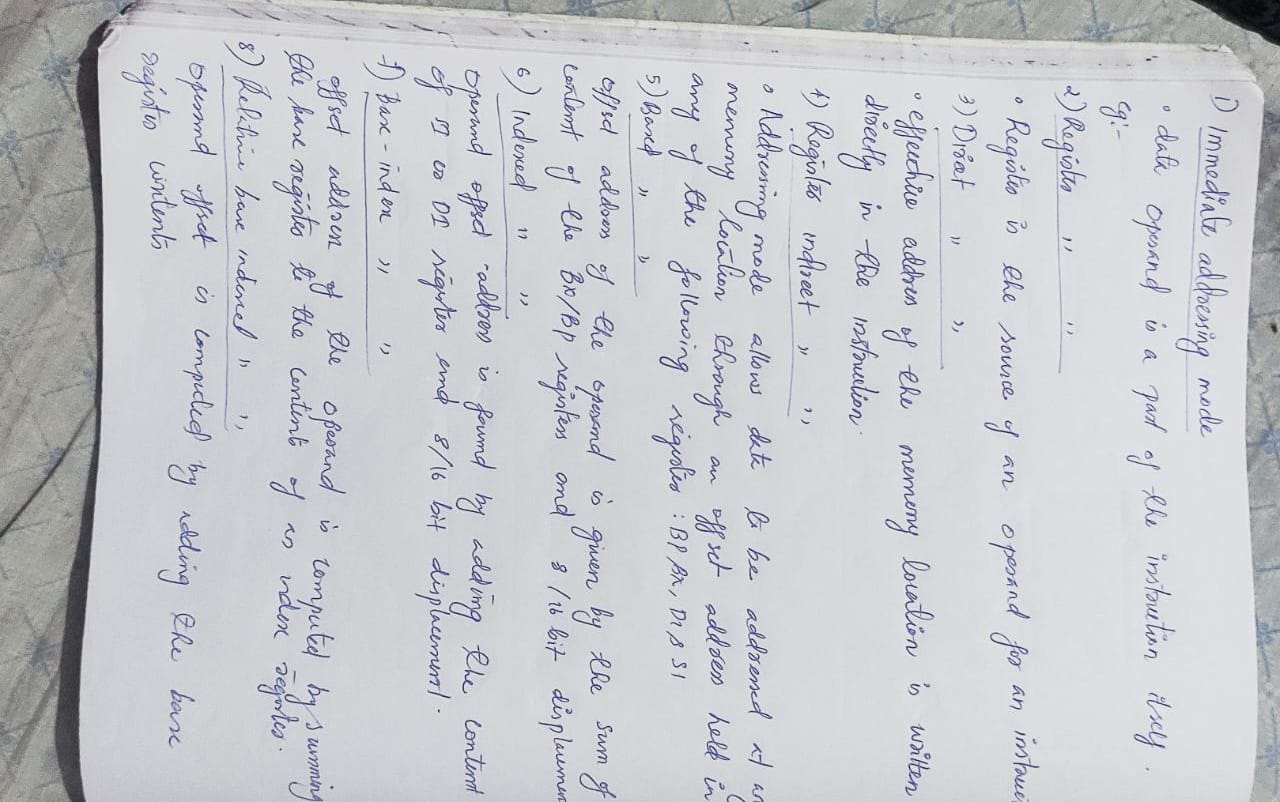 1) Immediate addressing mode
• data operand is a part of the instruction itself.
eg:-
2) Register " "
• Register is the source of an operand for an instruc
3) Direct " "
• effective address of the memory location is written
directly in the instruction.
4) Register indirect " "
• Addressing mode allows data to be addressed at any
memory location through an offset address held in
any of the following registers : BP BX, DI & SI
5) Based " "
offset address of the operand is given by the sum of
content of the BX/BP registers and 8/16 bit displacemen
6) Indexed " "
operand offset address is found by adding the content
of SI or DI register and 8/16 bit displacement.
7) Base-index " "
offset address of the operand is computed by summing
the base register to the contents of an index register.
8) Relative base indexed " "
operand offset is computed by adding the base
register contents